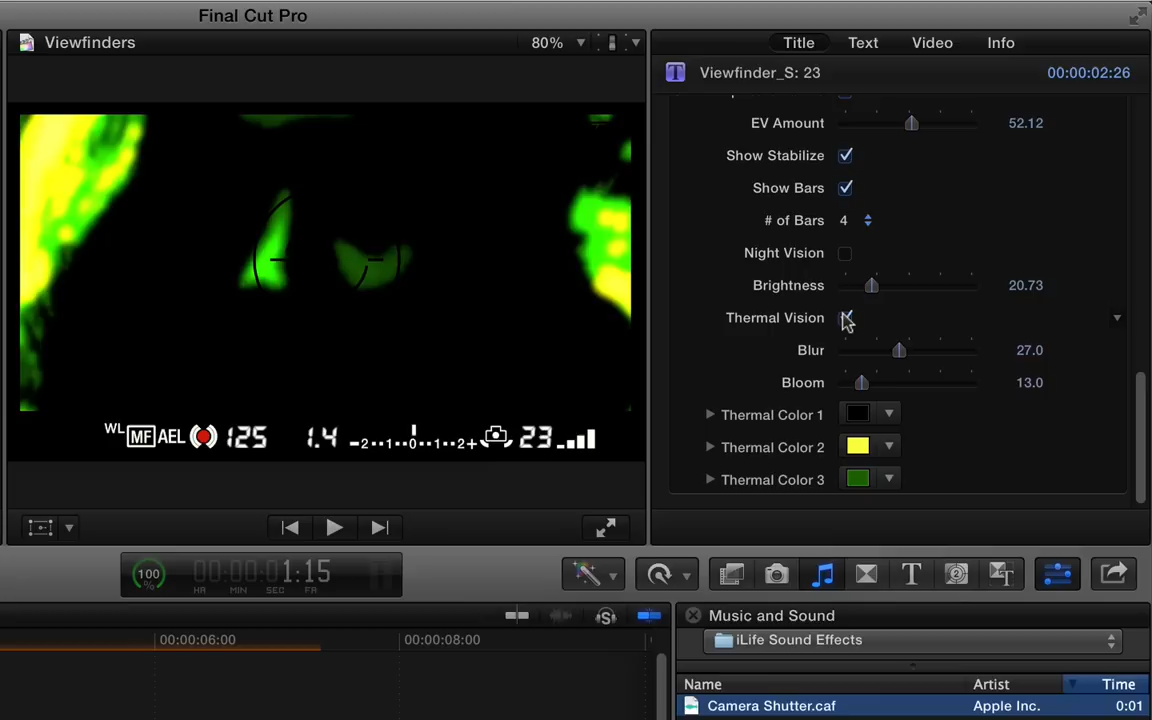 Final Cut Pro
Viewfinders
80%
Title
Text
Video
Info
Viewfinder_S: 23
00:00:02:26
EV Amount
52.12
Show Stabilize
Show Bars
# of Bars
4
Night Vision
Brightness
20.73
Thermal Vision
Blur
27.0
Bloom
13.0
Thermal Color 1
Thermal Color 2
Thermal Color 3
WL MF AEL 125 1.4 -2··1··0··1··2+ 23
100
%
00:00:01:15
HR MIN SEC FR
00:00:06:00
00:00:08:00
Music and Sound
iLife Sound Effects
Name
Artist
Time
Camera Shutter.caf
Apple Inc.
0:01